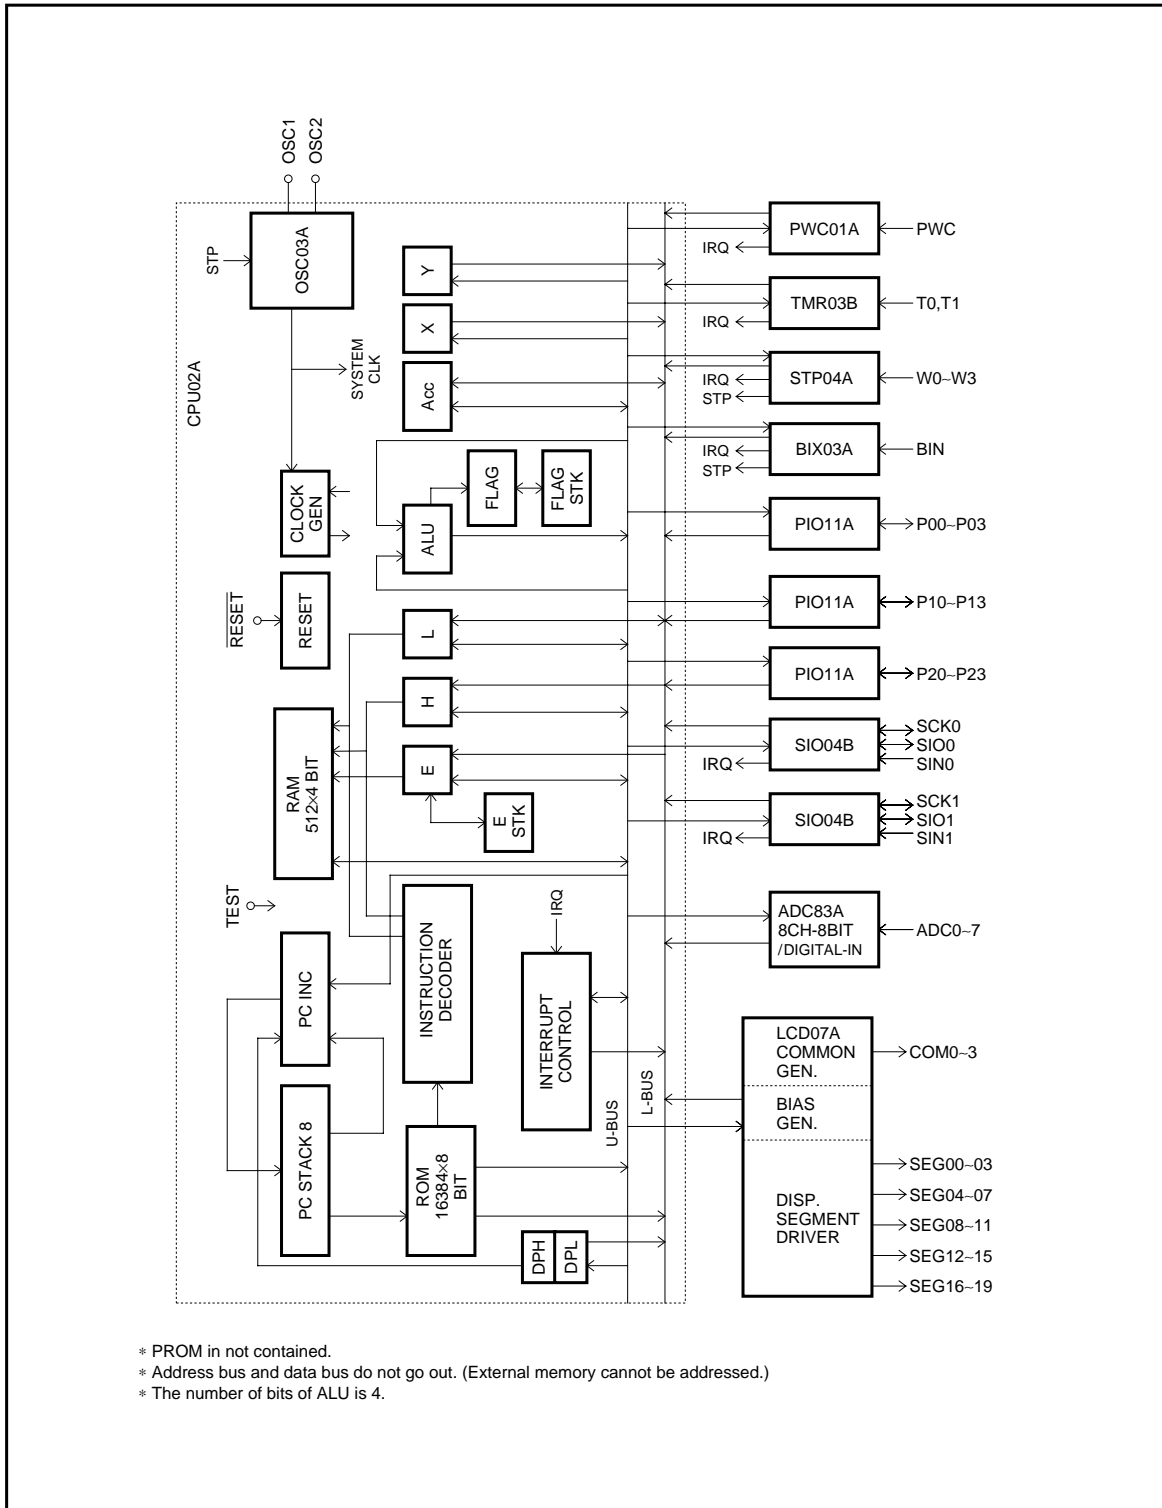 OSC1
OSC2
STP
OSC03A
CPU02A
SYSTEM
CLK
CLOCK
GEN
RESET
RESET
RAM
512×4 BIT
TEST
PC INC
PC STACK 8
Y
X
Acc
FLAG
FLAG
STK
ALU
L
H
E
E
STK
INSTRUCTION
DECODER
ROM
16384×8
BIT
IRQ
INTERRUPT
CONTROL
DPH
DPL
U-BUS
L-BUS
IRQ
PWC01A
PWC
IRQ
TMR03B
T0,T1
IRQ
STP
STP04A
W0~W3
IRQ
STP
BIX03A
BIN
PIO11A
P00~P03
PIO11A
P10~P13
PIO11A
P20~P23
IRQ
SIO04B
SCK0
SIO0
SIN0
IRQ
SIO04B
SCK1
SIO1
SIN1
ADC83A
8CH-8BIT
/DIGITAL-IN
ADC0~7
LCD07A
COMMON
GEN.
COM0~3
BIAS
GEN.
DISP.
SEGMENT
DRIVER
SEG00~03
SEG04~07
SEG08~11
SEG12~15
SEG16~19
* PROM in not contained.
* Address bus and data bus do not go out. (External memory cannot be addressed.)
* The number of bits of ALU is 4.